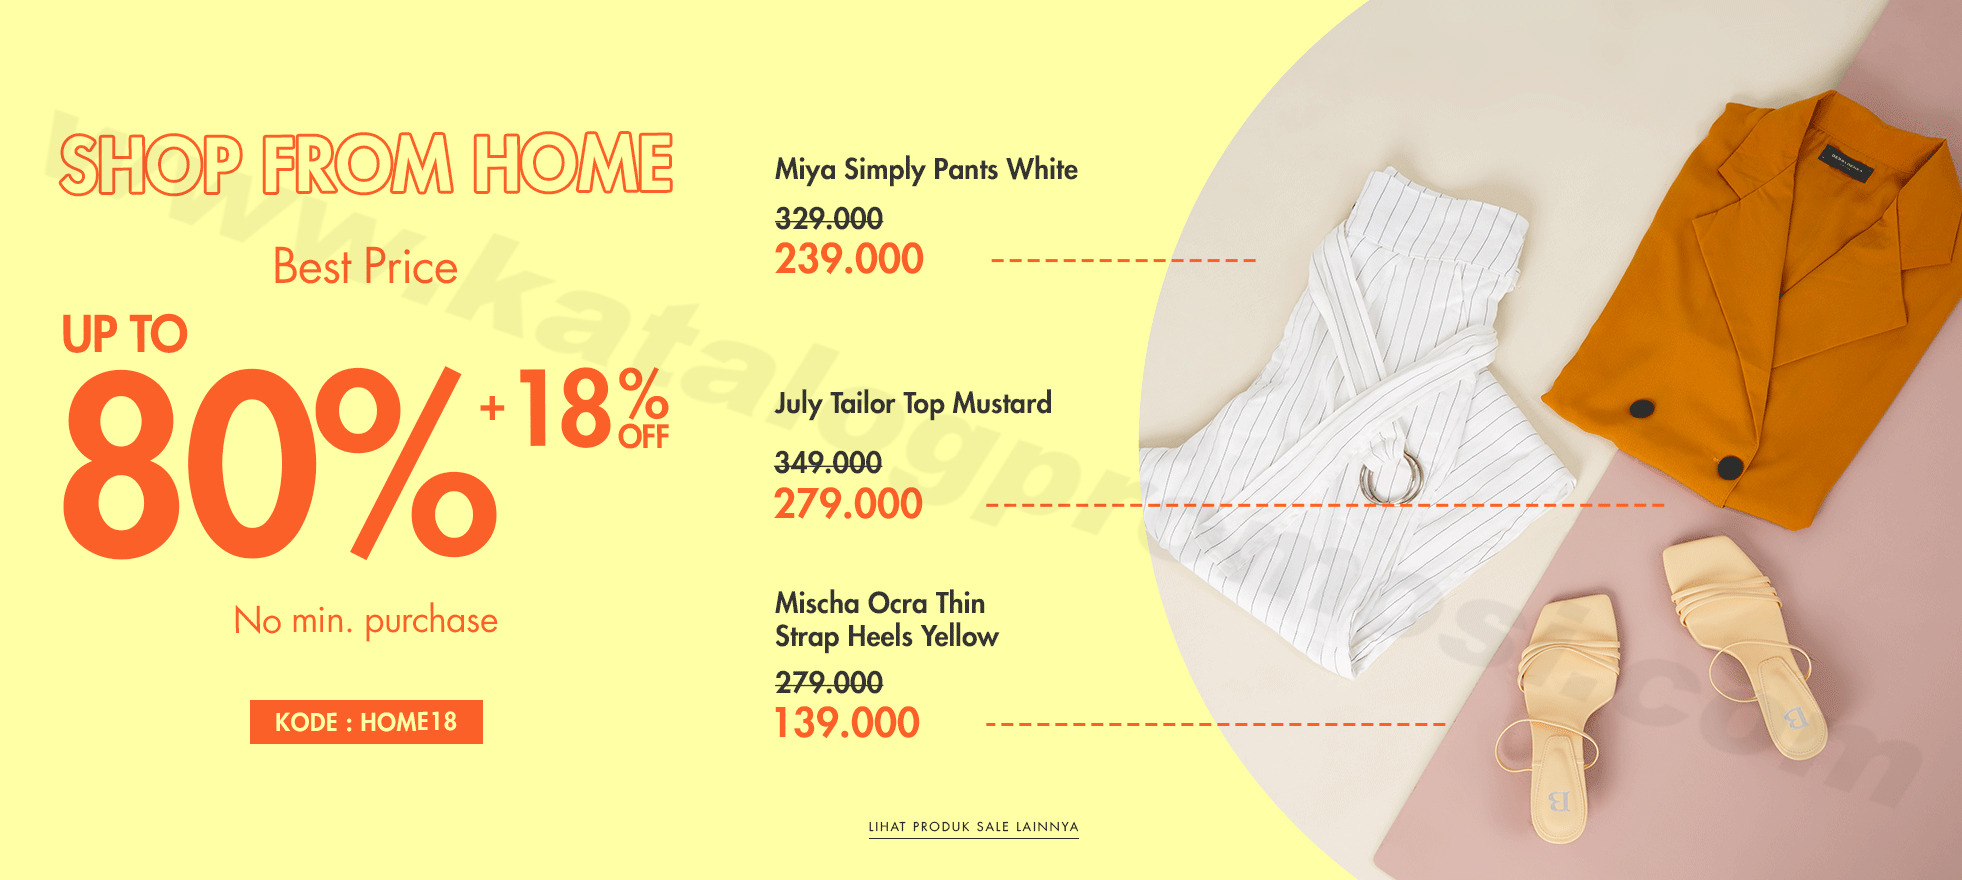 SHOP FROM HOME
Best Price
UP TO
80% + 18% OFF
No min. purchase
KODE : HOME18
Miya Simply Pants White
329.000
239.000
July Tailor Top Mustard
349.000
279.000
Mischa Ocra Thin
Strap Heels Yellow
279.000
139.000
LIHAT PRODUK SALE LAINNYA
www.katalogpromosi.com
B
B